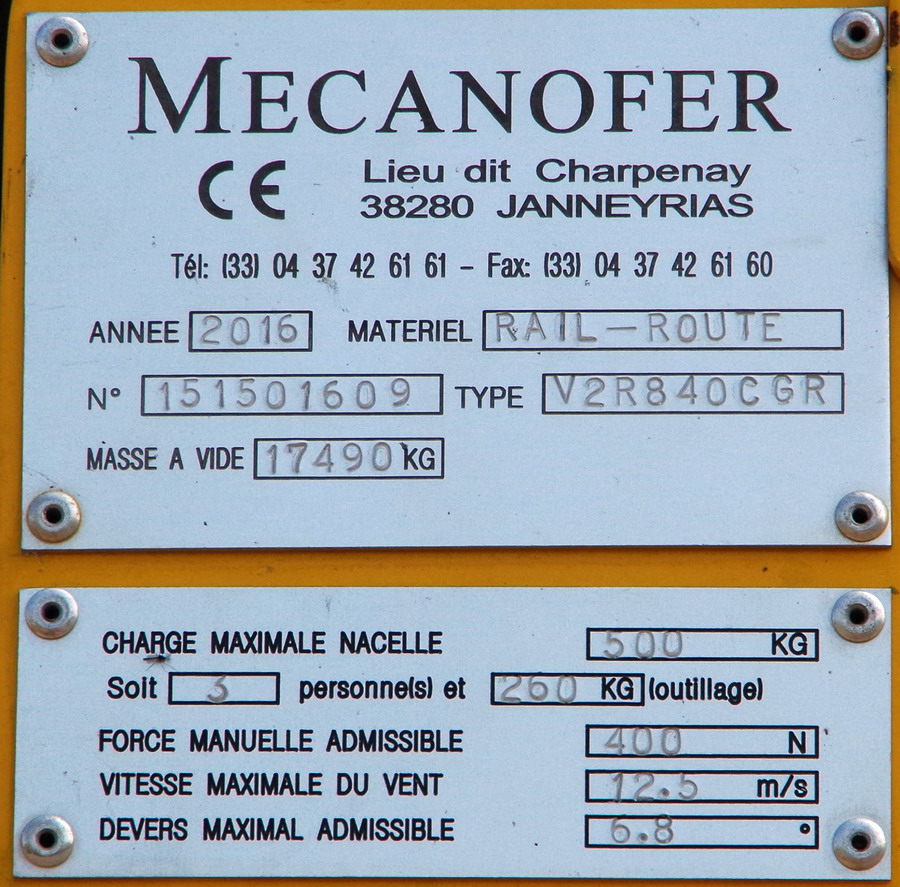 MECANOFER
CE Lieu dit Charpenay
38280 JANNEYRIAS
Tél: (33) 04 37 42 61 61 – Fax: (33) 04 37 42 61 60
ANNEE 2016 MATERIEL RAIL-ROUTE
N° 151501609 TYPE V2R840CGR
MASSE A VIDE 17490 KG
CHARGE MAXIMALE NACELLE 500 KG
Soit 3 personne(s) et 260 KG (outillage)
FORCE MANUELLE ADMISSIBLE 400 N
VITESSE MAXIMALE DU VENT 12.5 m/s
DEVERS MAXIMAL ADMISSIBLE 6.8 °